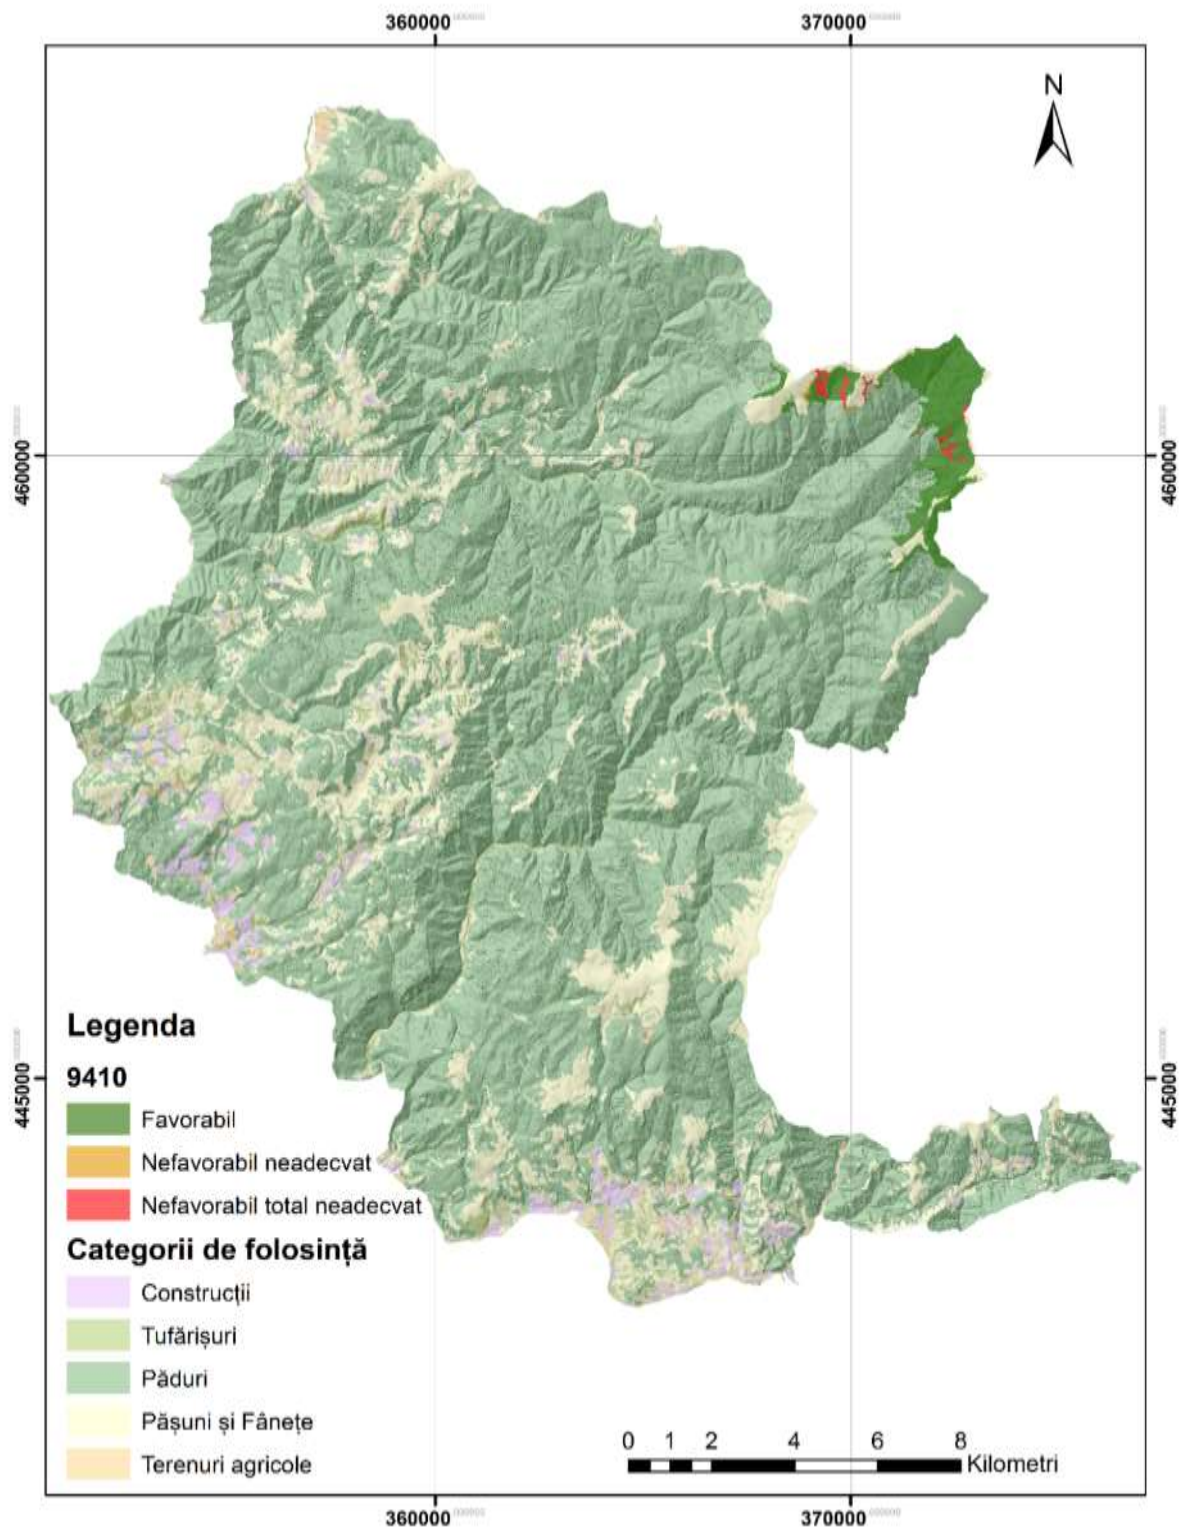 360000 370000
N
460000 460000
445000 445000
Legenda
9410
Favorabil
Nefavorabil neadecvat
Nefavorabil total neadecvat
Categorii de folosință
Construcții
Tufărișuri
Păduri
Pășuni și Fânețe
Terenuri agricole
0 1 2 4 6 8
Kilometri
360000 370000